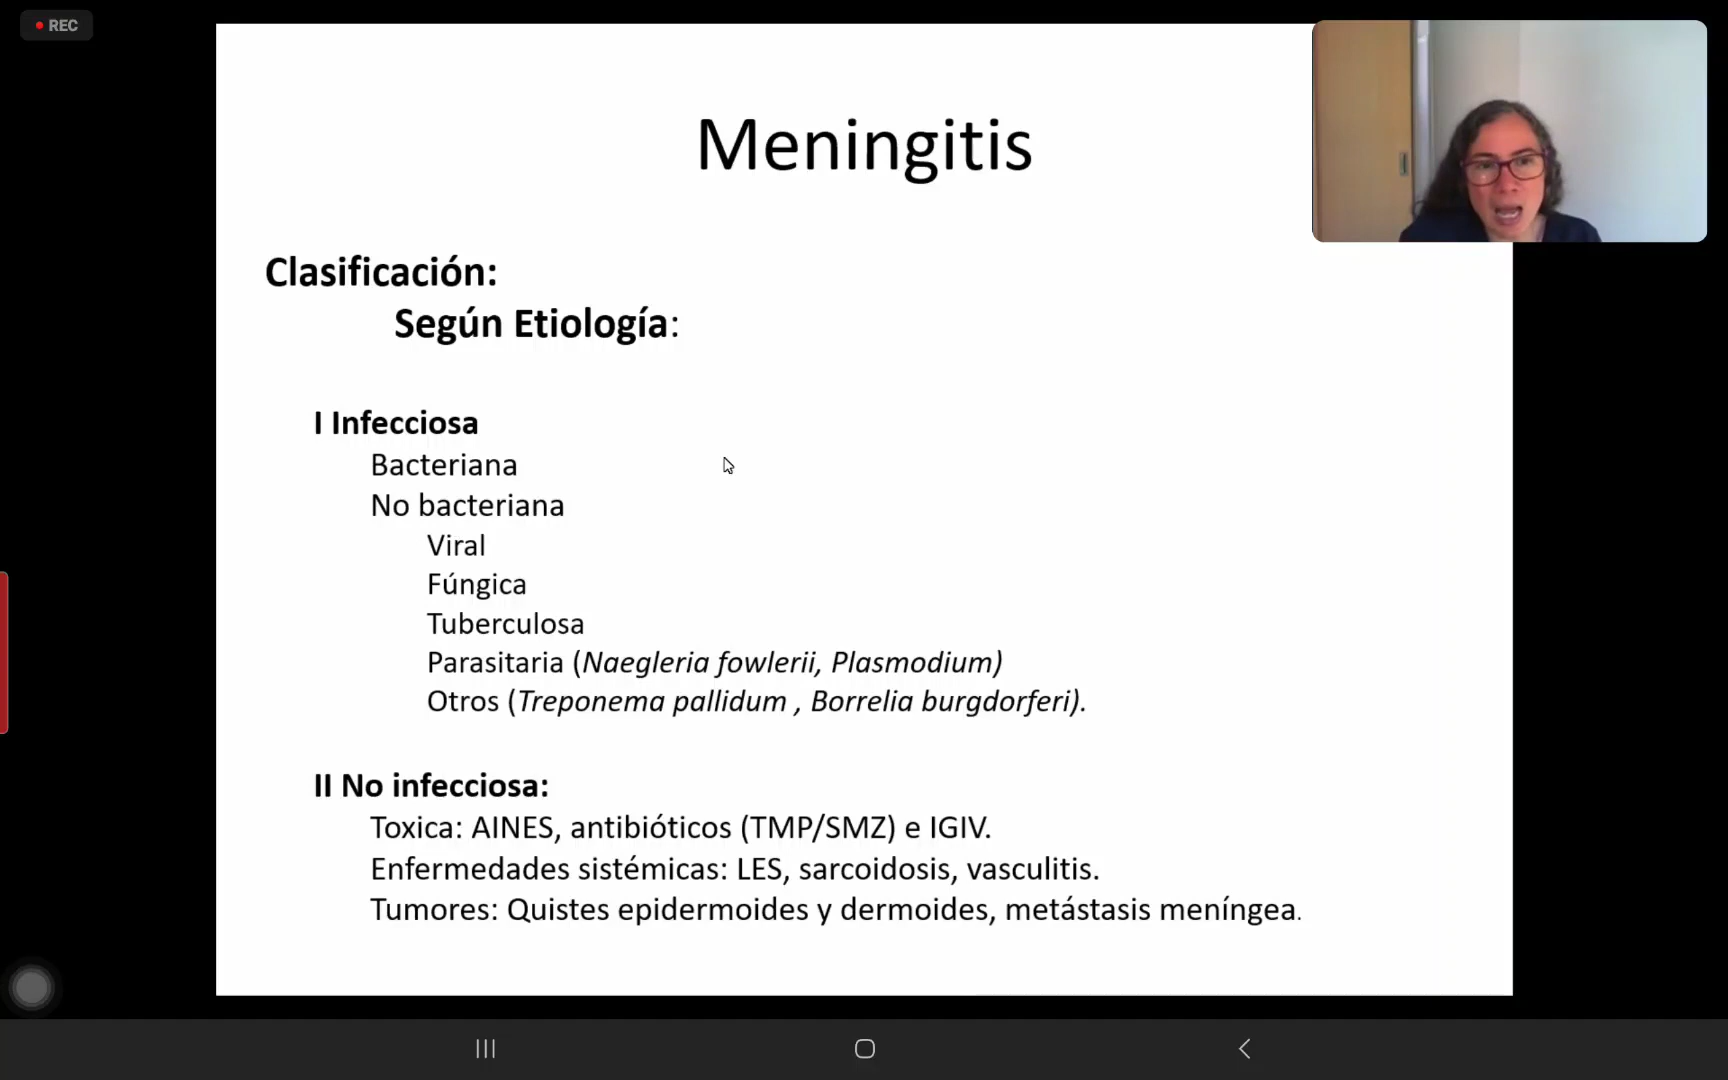 REC
Meningitis
Clasificación:
Según Etiología:
I Infecciosa
Bacteriana
No bacteriana
Viral
Fúngica
Tuberculosa
Parasitaria (Naegleria fowlerii, Plasmodium)
Otros (Treponema pallidum , Borrelia burgdorferi).
II No infecciosa:
Toxica: AINES, antibióticos (TMP/SMZ) e IGIV.
Enfermedades sistémicas: LES, sarcoidosis, vasculitis.
Tumores: Quistes epidermoides y dermoides, metástasis meníngea.